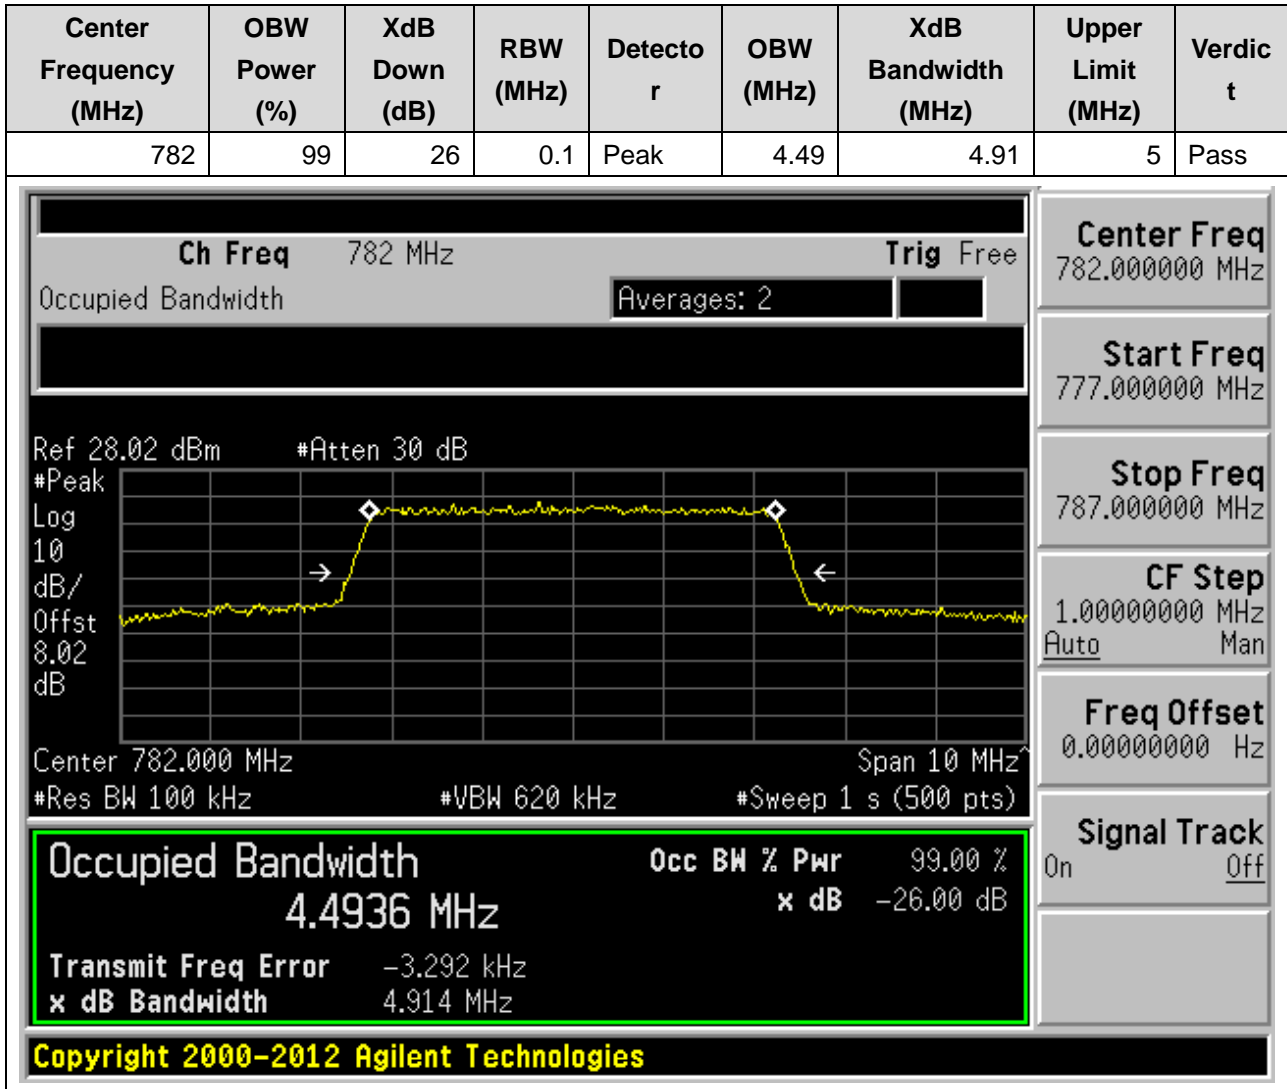 Center Frequency (MHz) OBW Power (%) XdB Down (dB) RBW (MHz) Detecto r OBW (MHz) XdB Bandwidth (MHz) Upper Limit (MHz) Verdic t
782 99 26 0.1 Peak 4.49 4.91 5 Pass
Ch Freq 782 MHz Trig Free
Occupied Bandwidth Averages: 2
Ref 28.02 dBm #Atten 30 dB
#Peak
Log
10
dB/
Offst
8.02
dB
Center 782.000 MHz Span 10 MHz^
#Res BW 100 kHz #VBW 620 kHz #Sweep 1 s (500 pts)
Occupied Bandwidth Occ BW % Pwr 99.00 %
4.4936 MHz x dB -26.00 dB
Transmit Freq Error -3.292 kHz
x dB Bandwidth 4.914 MHz
Copyright 2000-2012 Agilent Technologies
Center Freq
782.000000 MHz
Start Freq
777.000000 MHz
Stop Freq
787.000000 MHz
CF Step
1.00000000 MHz
Auto Man
Freq Offset
0.00000000 Hz
Signal Track
On Off